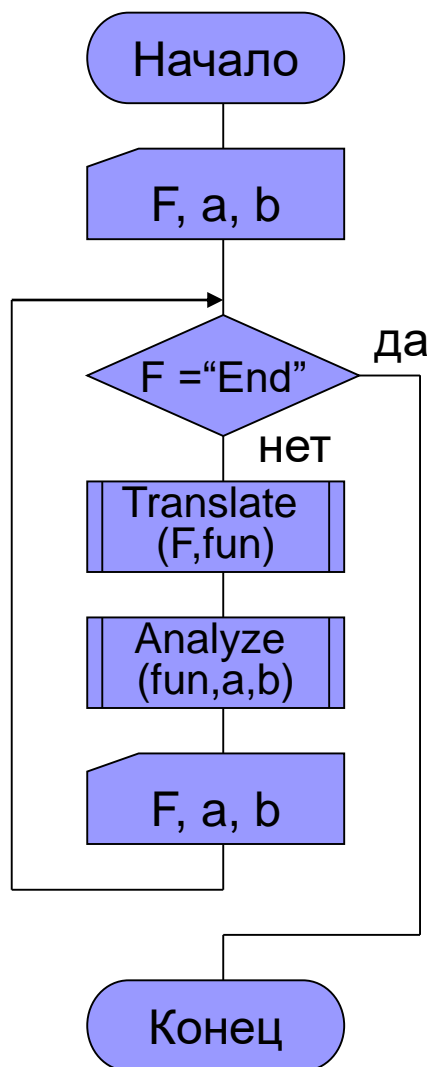 Начало
F, a, b
F =“End”
да
нет
Translate
(F,fun)
Analyze
(fun,a,b)
F, a, b
Конец